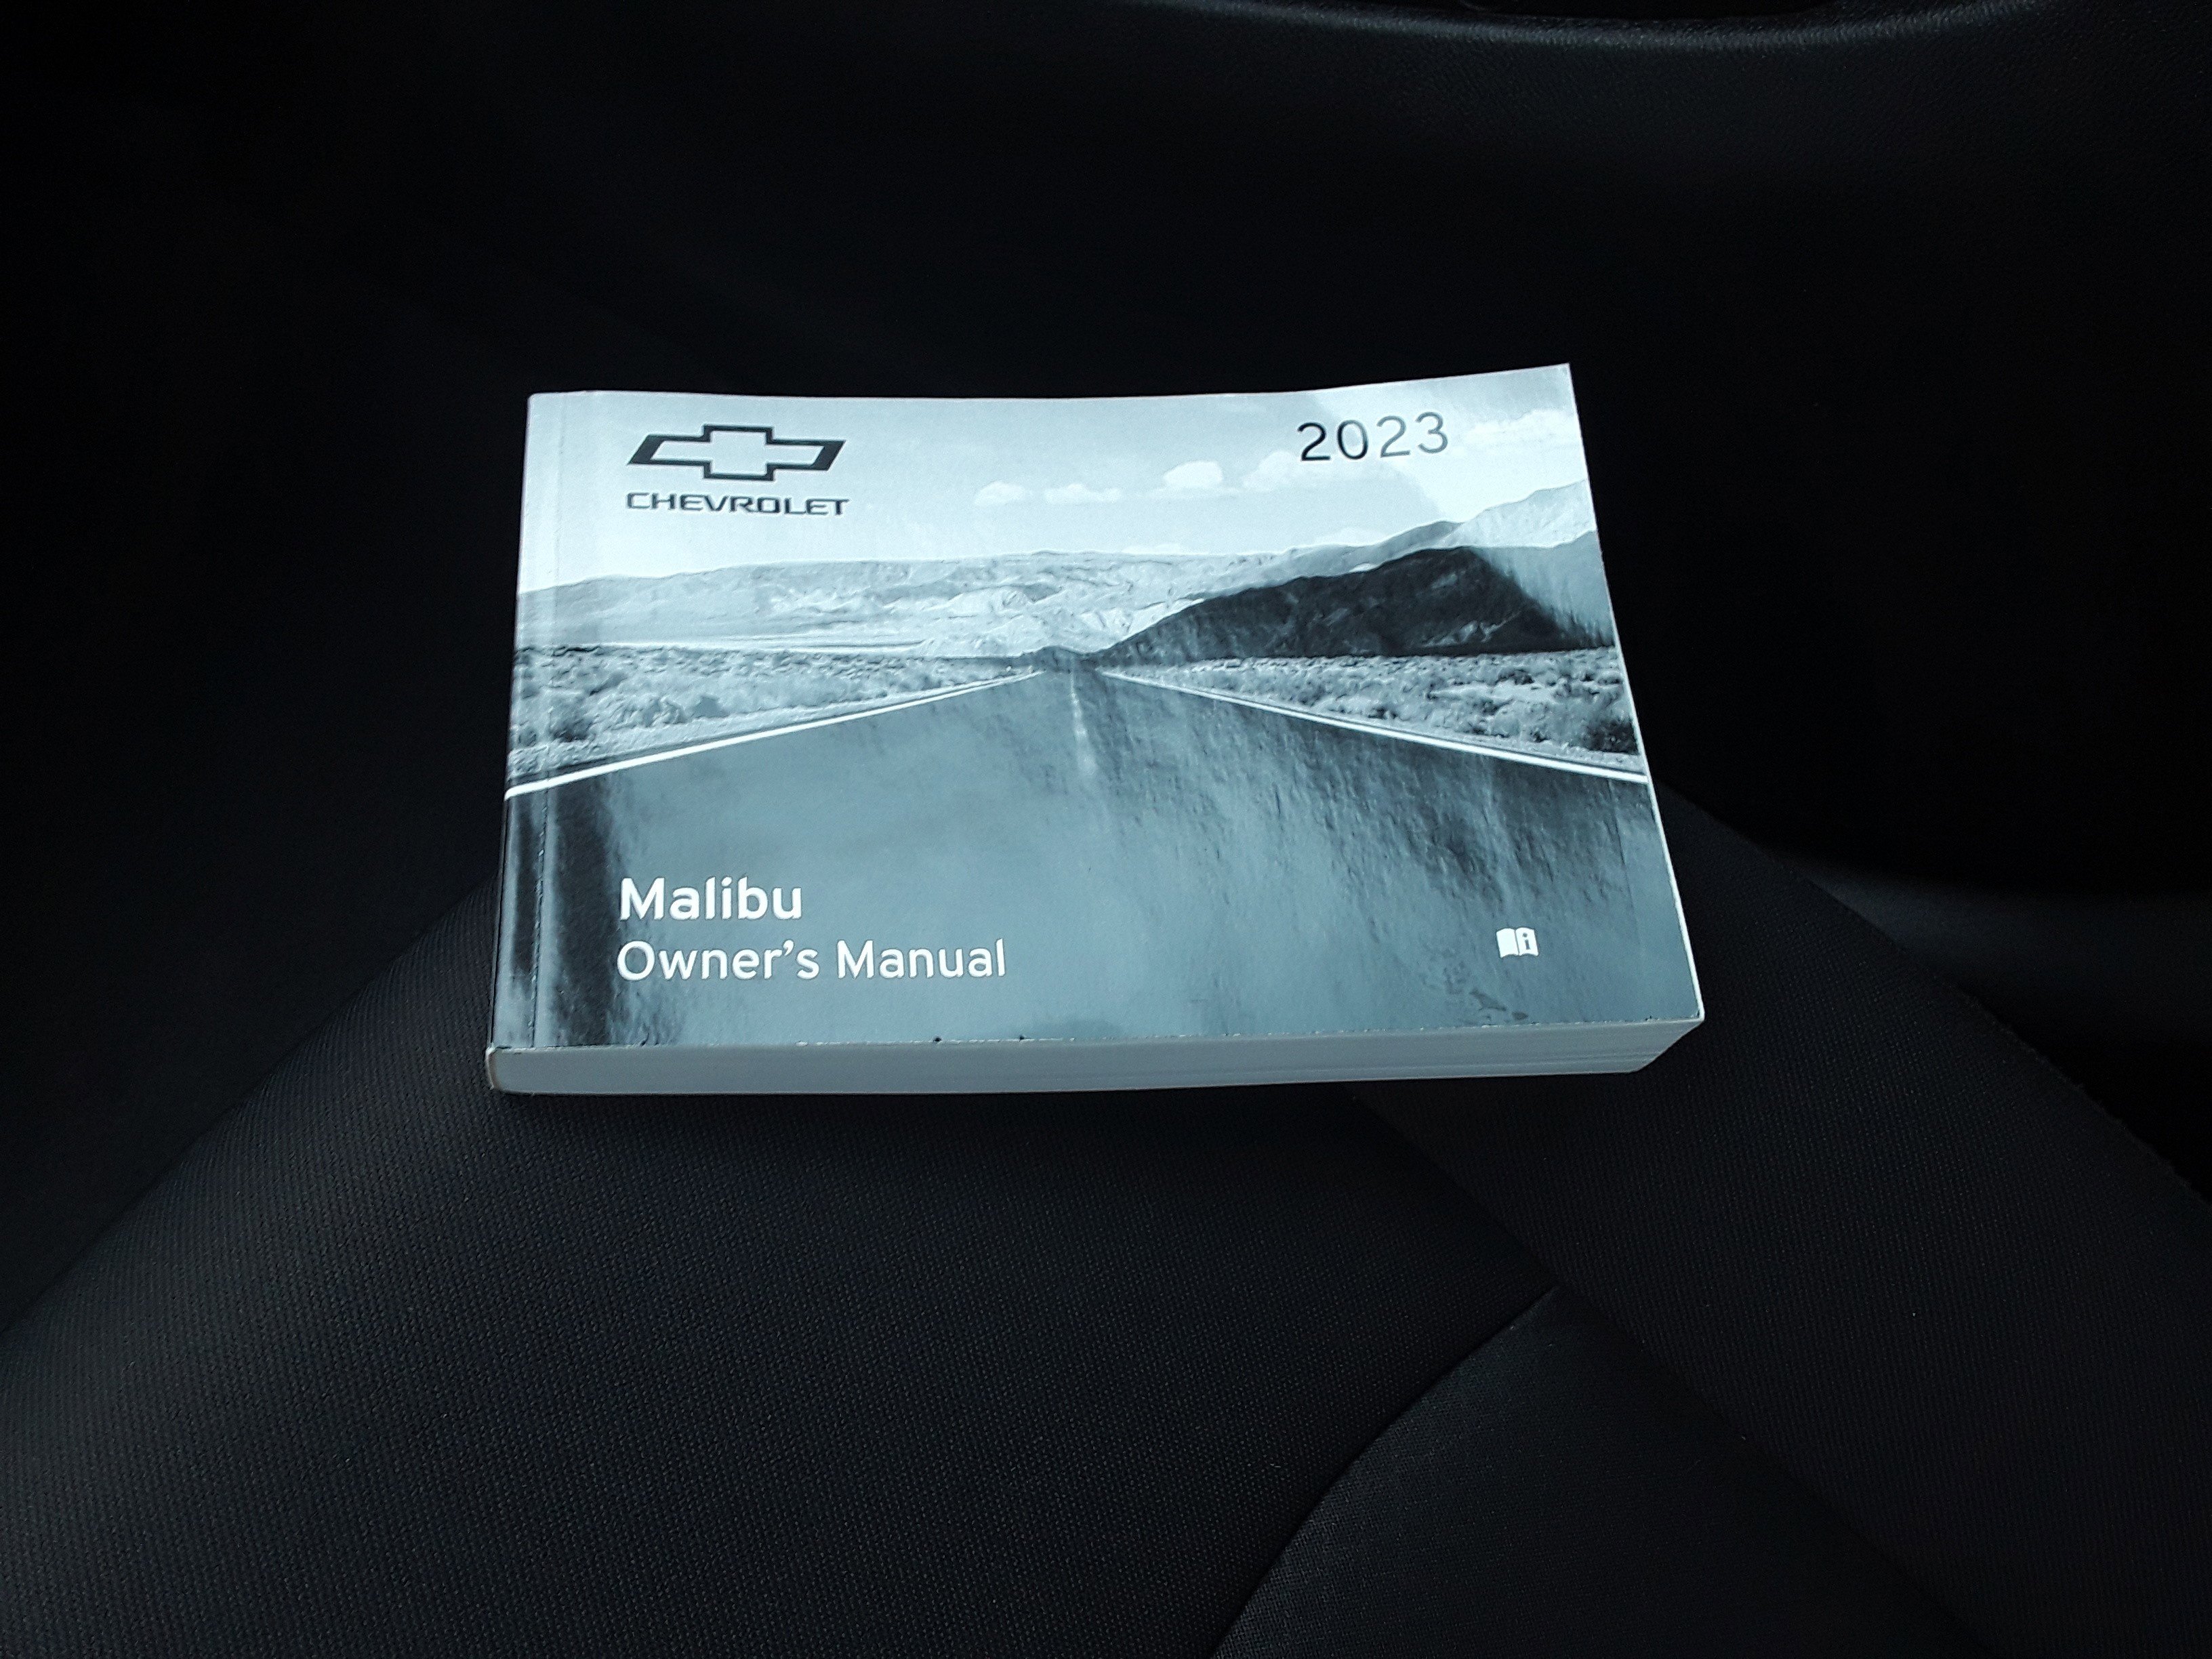 CHEVROLET
2023
Malibu
Owner's Manual